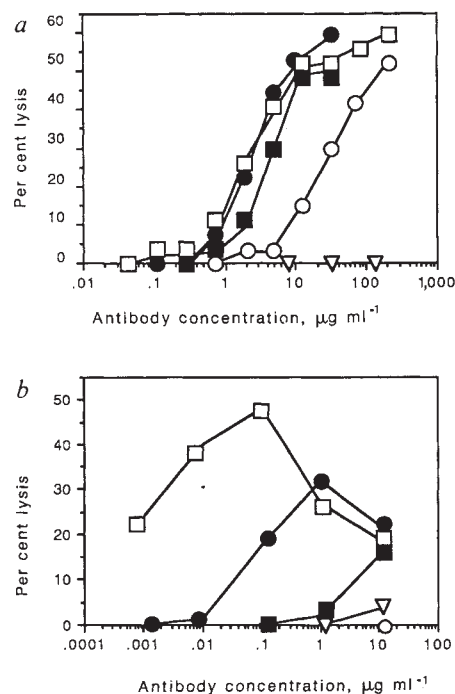 a
60
50
40
30
20
10
0
Per cent lysis
.01 .1 1 10 100 1,000
Antibody concentration, µg ml⁻¹
b
50
40
30
20
10
0
Per cent lysis
.0001 .001 .01 .1 1 10 100
Antibody concentration, µg ml⁻¹